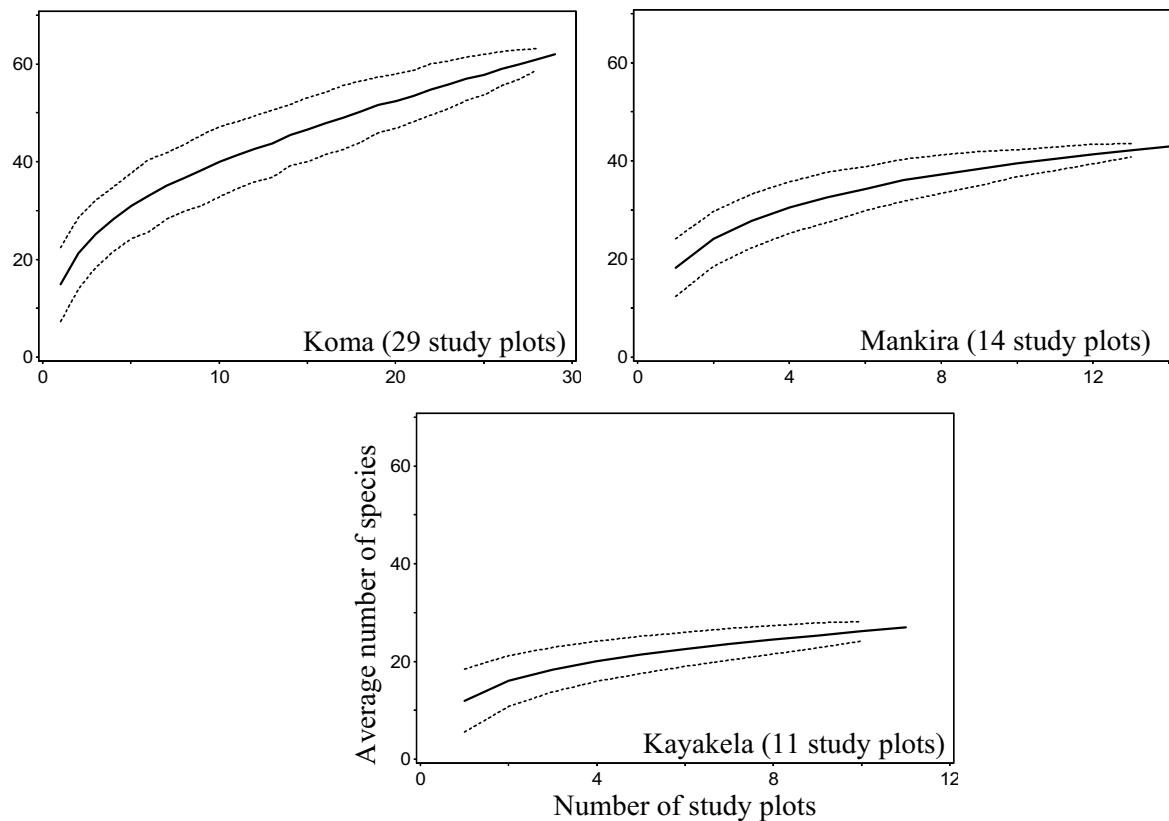 60
40
20
0
Koma (29 study plots)
0 10 20 30
60
40
20
0
Mankira (14 study plots)
0 4 8 12
Average number of species
60
40
20
0
Kayakela (11 study plots)
0 4 8 12
Number of study plots